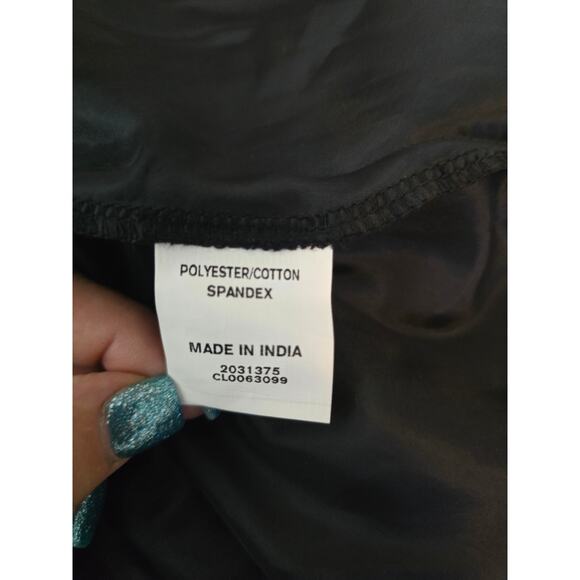 POLYESTER/COTTON
SPANDEX
MADE IN INDIA
2031375
CL0063099